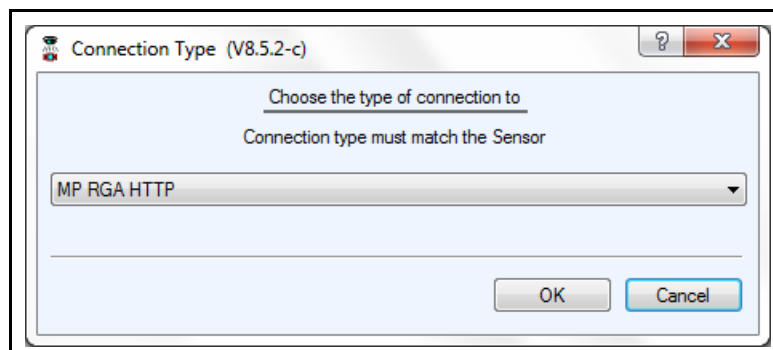 Connection Type (V8.5.2-c)
Choose the type of connection to
Connection type must match the Sensor
MP RGA HTTP
OK Cancel